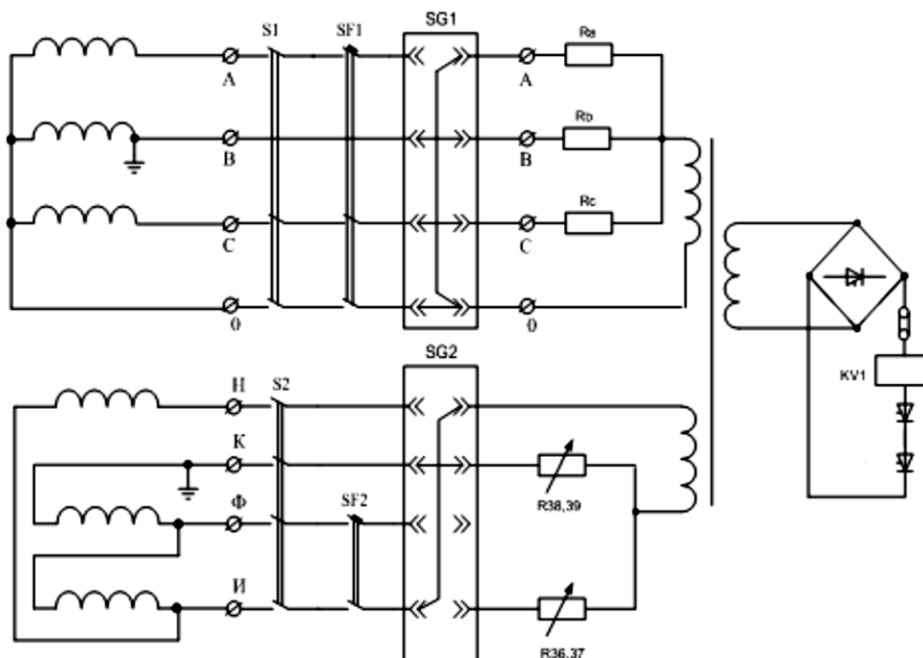 S1
SF1
SG1
A
B
C
0
A
B
C
0
Ra
Rb
Rc
KV1
SG2
Н
К
Ф
И
S2
SF2
R38,39
R36,37